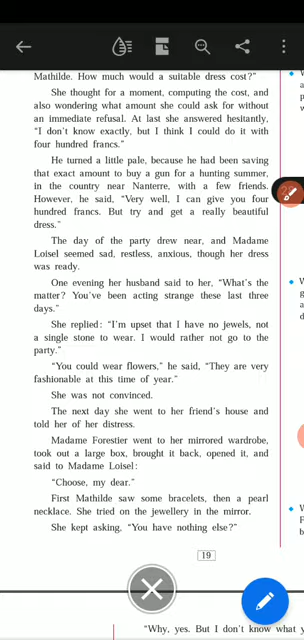 Mathilde. How much would a suitable dress cost?”
She thought for a moment, computing the cost, and
also wondering what amount she could ask for without
an immediate refusal. At last she answered hesitantly,
“I don’t know exactly, but I think I could do it with
four hundred francs.”
He turned a little pale, because he had been saving
that exact amount to buy a gun for a hunting summer,
in the country near Nanterre, with a few friends.
However, he said, “Very well, I can give you four
hundred francs. But try and get a really beautiful
dress.”
The day of the party drew near, and Madame
Loisel seemed sad, restless, anxious, though her dress
was ready.
One evening her husband said to her, “What’s the
matter? You’ve been acting strange these last three
days.”
She replied: “I’m upset that I have no jewels, not
a single stone to wear. I would rather not go to the
party.”
“You could wear flowers,” he said, “They are very
fashionable at this time of year.”
She was not convinced.
The next day she went to her friend’s house and
told her of her distress.
Madame Forestier went to her mirrored wardrobe,
took out a large box, brought it back, opened it, and
said to Madame Loisel:
“Choose, my dear.”
First Mathilde saw some bracelets, then a pearl
necklace. She tried on the jewellery in the mirror.
She kept asking, “You have nothing else?”
19
“Why, yes. But I don’t know what y